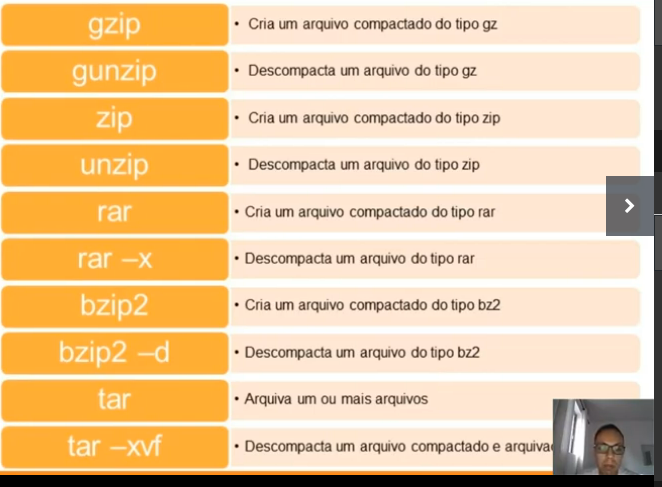 gzip
• Cria um arquivo compactado do tipo gz
gunzip
• Descompacta um arquivo do tipo gz
zip
• Cria um arquivo compactado do tipo zip
unzip
• Descompacta um arquivo do tipo zip
rar
• Cria um arquivo compactado do tipo rar
rar –x
• Descompacta um arquivo do tipo rar
bzip2
• Cria um arquivo compactado do tipo bz2
bzip2 –d
• Descompacta um arquivo do tipo bz2
tar
• Arquiva um ou mais arquivos
tar –xvf
• Descompacta um arquivo compactado e